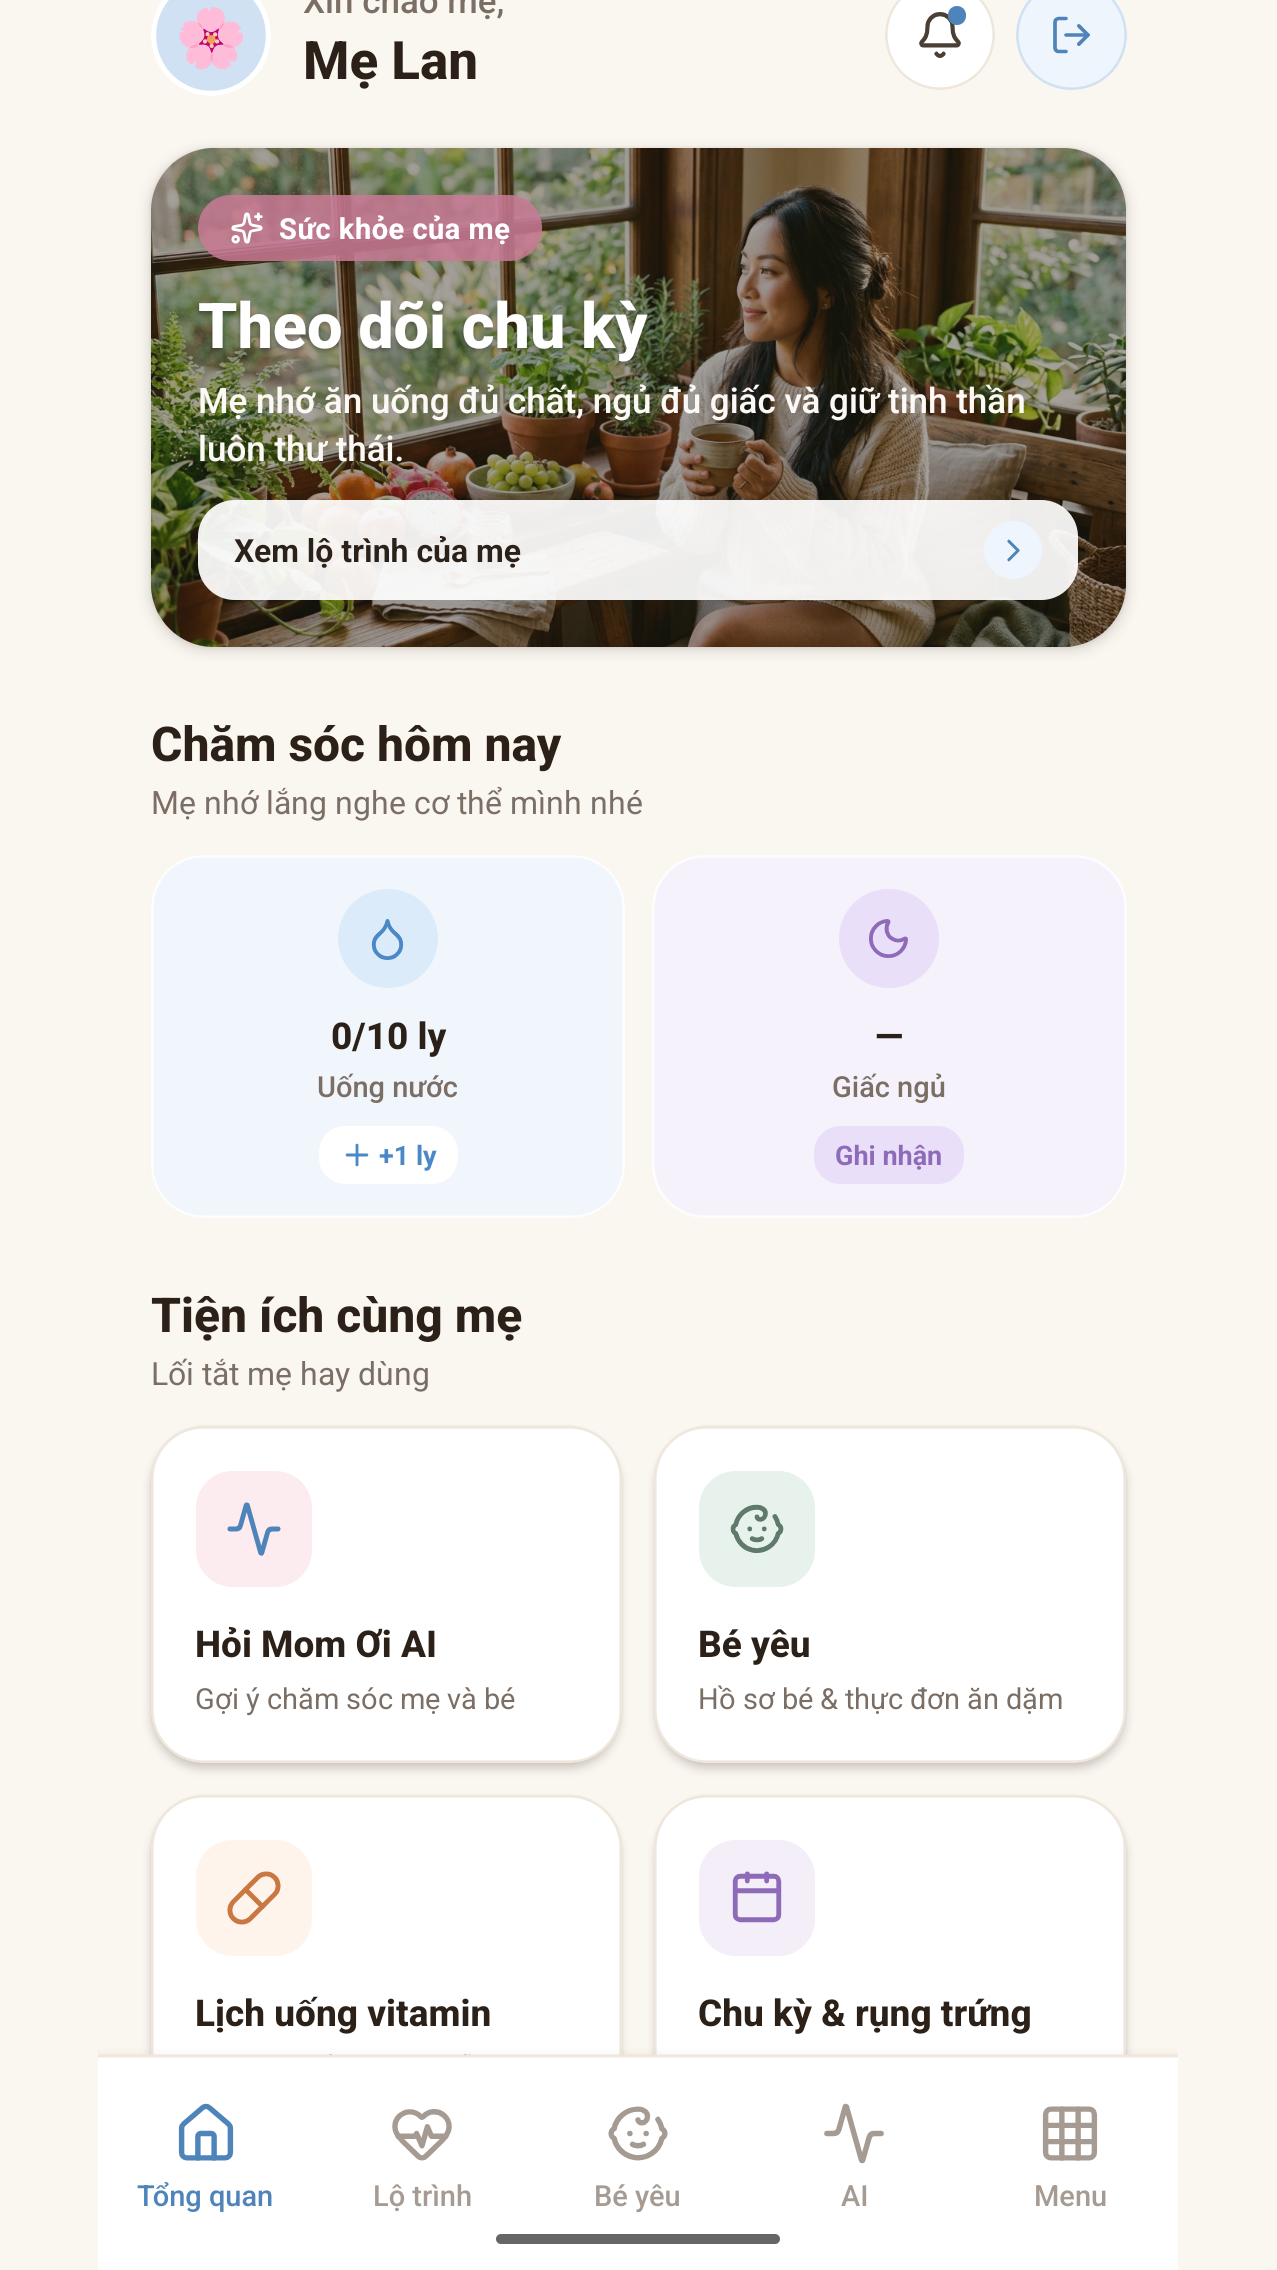 Xin chào mẹ,
Mẹ Lan
Sức khỏe của mẹ
Theo dõi chu kỳ
Mẹ nhớ ăn uống đủ chất, ngủ đủ giấc và giữ tinh thần
luôn thư thái.
Xem lộ trình của mẹ
Chăm sóc hôm nay
Mẹ nhớ lắng nghe cơ thể mình nhé
0/10 ly
Uống nước
+1 ly
–
Giấc ngủ
Ghi nhận
Tiện ích cùng mẹ
Lối tắt mẹ hay dùng
Hỏi Mom Ơi AI
Gợi ý chăm sóc mẹ và bé
Bé yêu
Hồ sơ bé & thực đơn ăn dặm
Lịch uống vitamin
Chu kỳ & rụng trứng
Tổng quan
Lộ trình
Bé yêu
AI
Menu